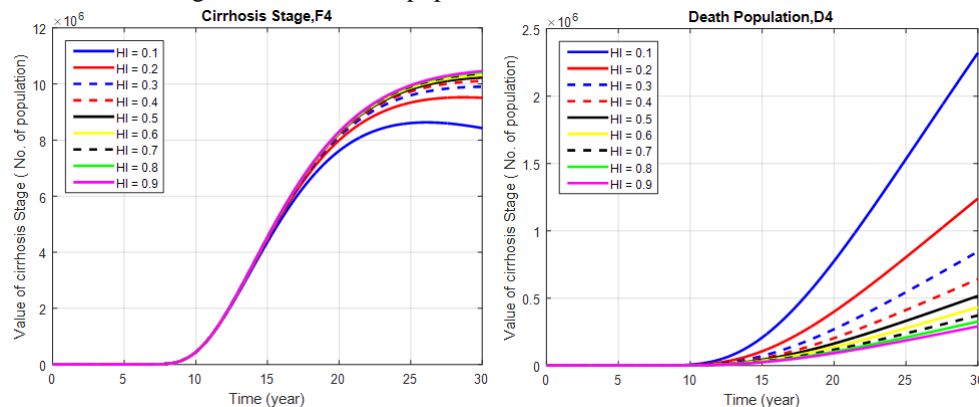 Cirrhosis Stage,F4
×10^6
Value of cirrhosis Stage ( No. of population)
12
10
8
6
4
2
0
HI = 0.1
HI = 0.2
HI = 0.3
HI = 0.4
HI = 0.5
HI = 0.6
HI = 0.7
HI = 0.8
HI = 0.9
0 5 10 15 20 25 30
Time (year)
Death Population,D4
×10^6
Value of cirrhosis Stage ( No. of population)
2.5
2
1.5
1
0.5
0
HI = 0.1
HI = 0.2
HI = 0.3
HI = 0.4
HI = 0.5
HI = 0.6
HI = 0.7
HI = 0.8
HI = 0.9
0 5 10 15 20 25 30
Time (year)